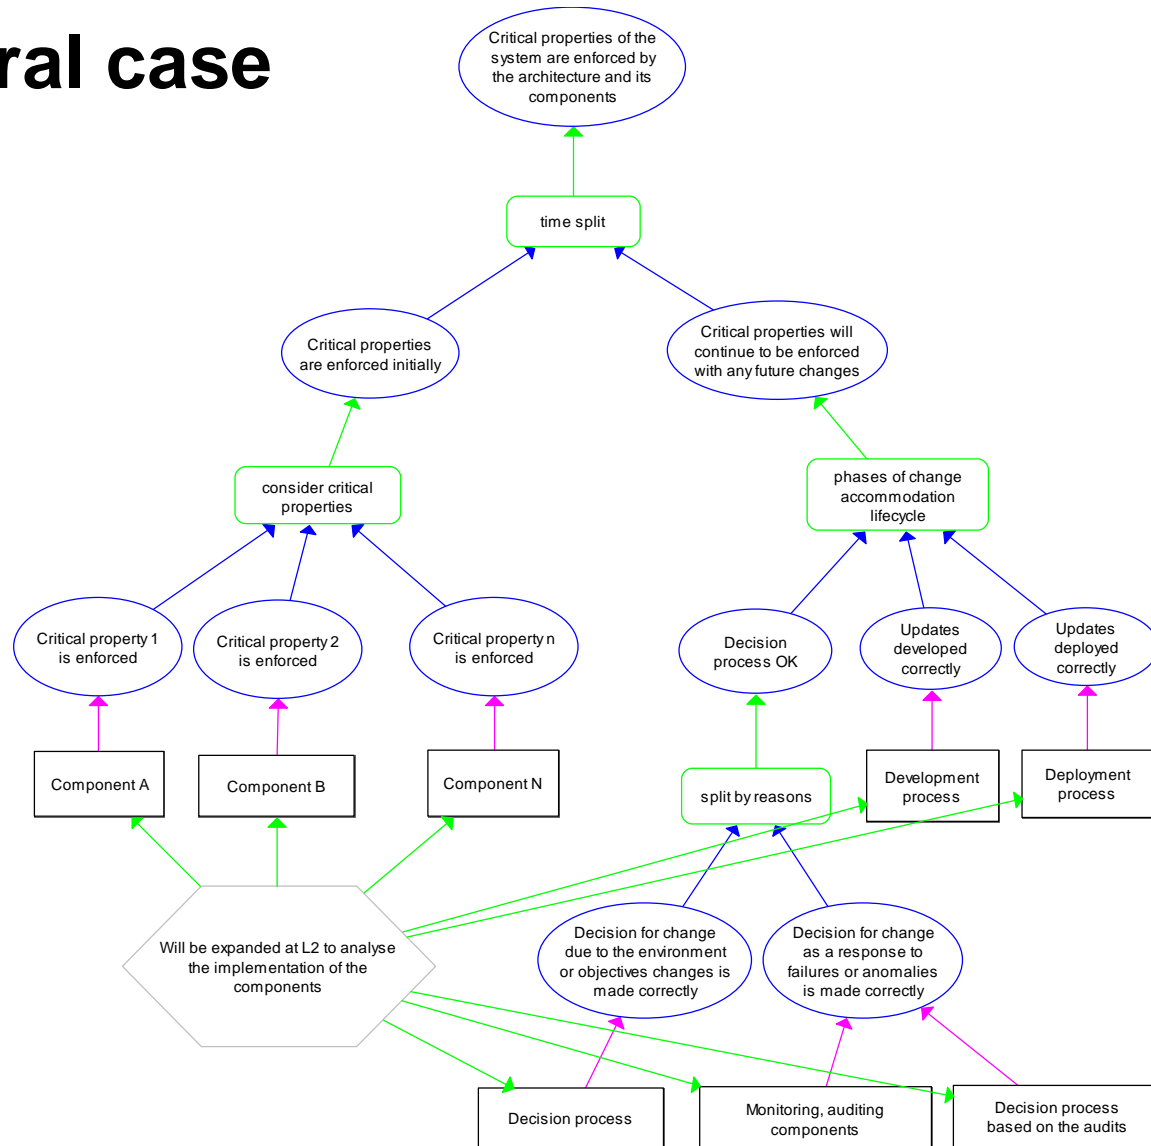 ral case
Critical properties of the
system are enforced by
the architecture and its
components
time split
Critical properties
are enforced initially
Critical properties will
continue to be enforced
with any future changes
consider critical
properties
phases of change
accommodation
lifecycle
Critical property 1
is enforced
Critical property 2
is enforced
Critical property n
is enforced
Decision
process OK
Updates
developed
correctly
Updates
deployed
correctly
Component A
Component B
Component N
split by reasons
Development
process
Deployment
process
Will be expanded at L2 to analyse
the implementation of the
components
Decision for change
due to the environment
or objectives changes is
made correctly
Decision for change
as a response to
failures or anomalies
is made correctly
Decision process
Monitoring, auditing
components
Decision process
based on the audits